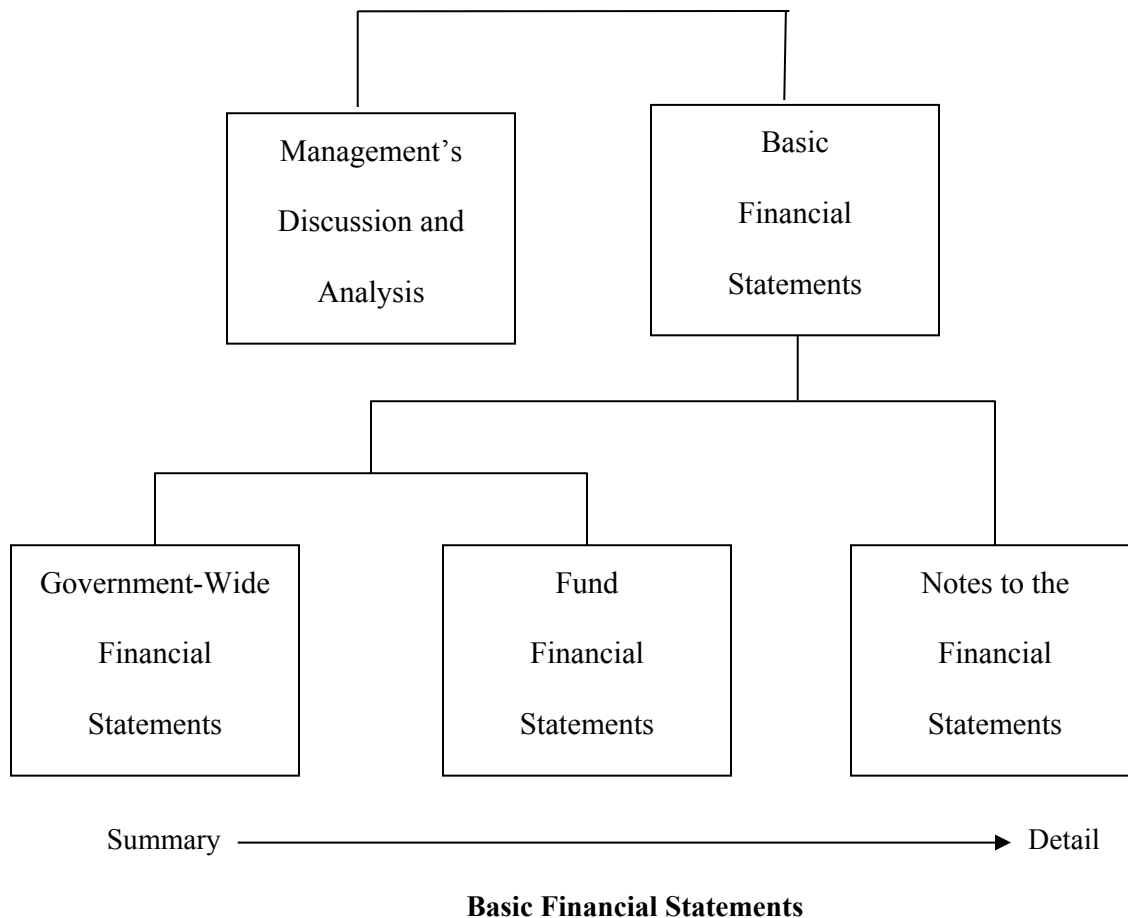 Management’s
Discussion and
Analysis
Basic
Financial
Statements
Government-Wide
Financial
Statements
Fund
Financial
Statements
Notes to the
Financial
Statements
Summary
Detail
Basic Financial Statements